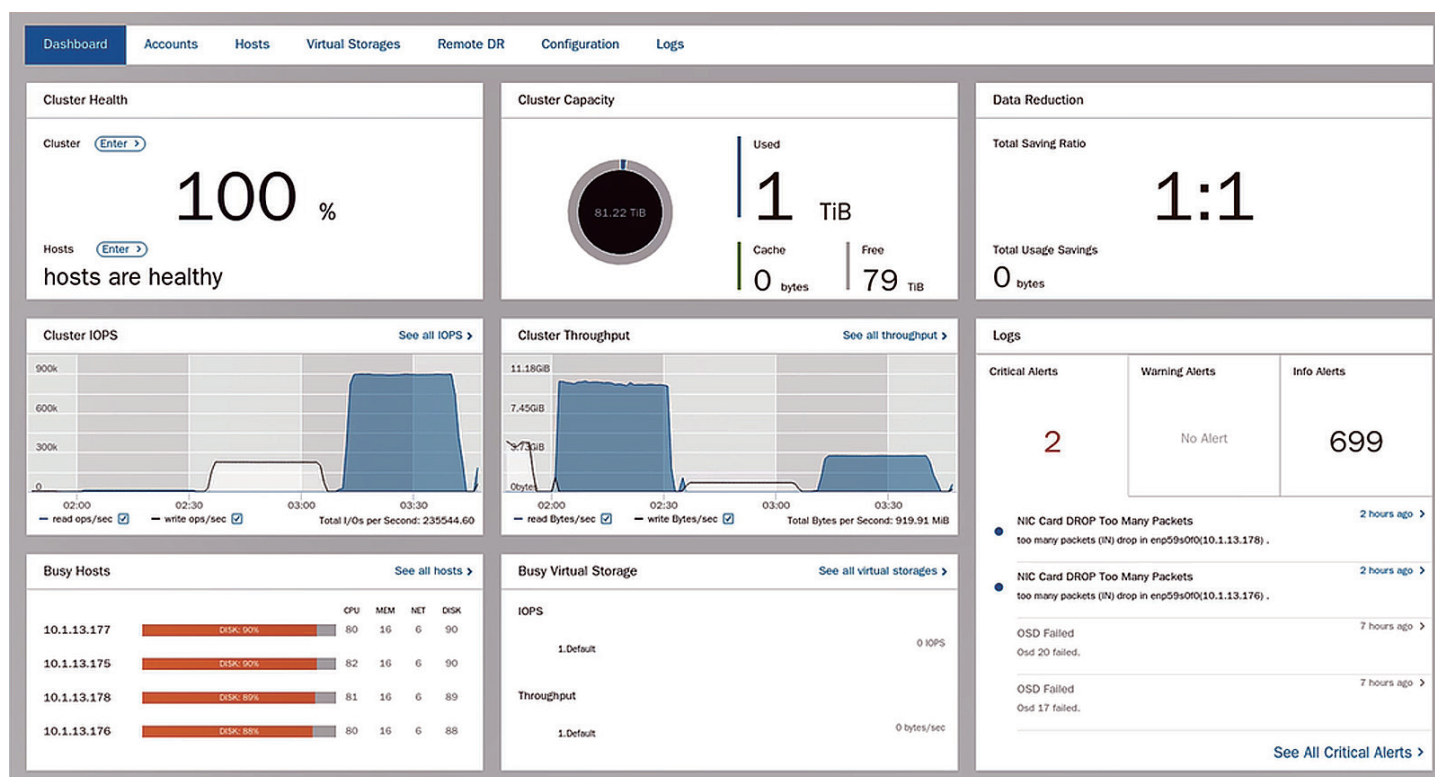 Dashboard Accounts Hosts Virtual Storages Remote DR Configuration Logs
Cluster Health
Cluster Enter >
100 %
Hosts Enter >
hosts are healthy
Cluster Capacity
81.22 TiB
Used
1 TiB
Cache
0 bytes
Free
79 TiB
Data Reduction
Total Saving Ratio
1:1
Total Usage Savings
0 bytes
Cluster IOPS See all IOPS >
900k
600k
300k
0
02:00 02:30 03:00 03:30
read ops/sec write ops/sec Total I/Os per Second: 235544.60
Cluster Throughput See all throughput >
11.18GiB
7.45GiB
3.73GiB
0bytes
02:00 02:30 03:00 03:30
read Bytes/sec write Bytes/sec Total Bytes per Second: 919.91 MiB
Logs
Critical Alerts Warning Alerts Info Alerts
2 No Alert 699
NIC Card DROP Too Many Packets 2 hours ago >
too many packets (IN) drop in enp59s0f0(10.1.13.178) .
NIC Card DROP Too Many Packets 2 hours ago >
too many packets (IN) drop in enp59s0f0(10.1.13.176) .
OSD Failed 7 hours ago >
Osd 20 failed.
OSD Failed 7 hours ago >
Osd 17 failed.
See All Critical Alerts >
Busy Hosts See all hosts >
CPU MEM NET DISK
10.1.13.177 DISK: 90% 80 16 6 90
10.1.13.175 DISK: 90% 82 16 6 90
10.1.13.178 DISK: 89% 81 16 6 89
10.1.13.176 DISK: 88% 80 16 6 88
Busy Virtual Storage See all virtual storages >
IOPS
1.Default 0 IOPS
Throughput
1.Default 0 bytes/sec